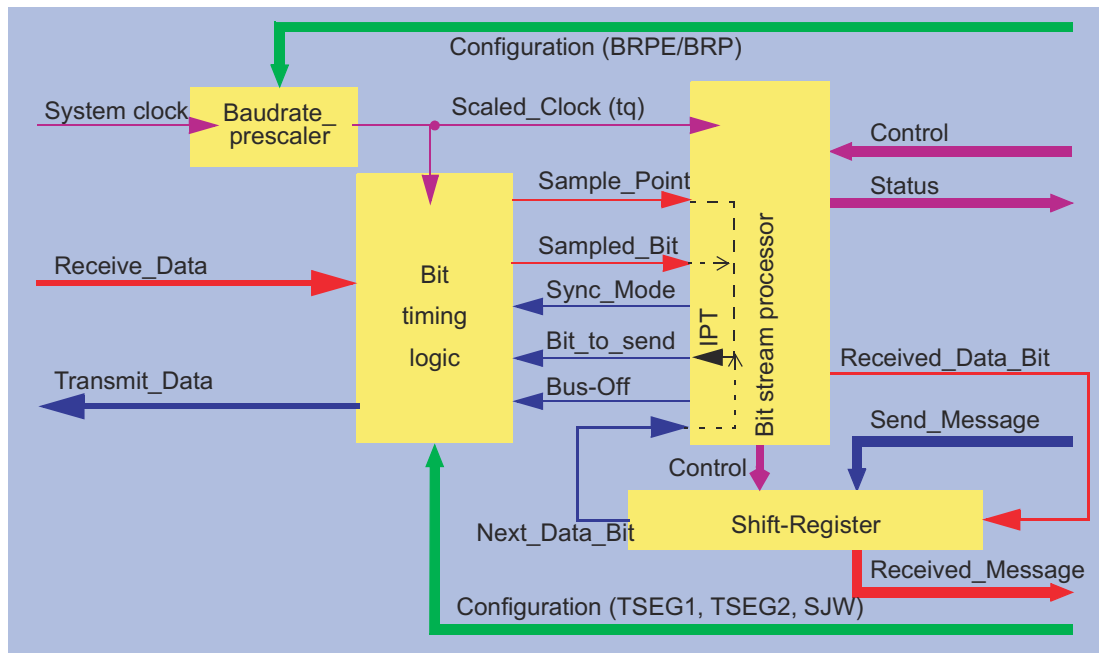 Configuration (BRPE/BRP)
System clock
Baudrate_
prescaler
Scaled_Clock (tq)
Control
Status
Sample_Point
Sampled_Bit
Receive_Data
Bit
timing
logic
Sync_Mode
Bit_to_send
Bus-Off
IPT
Bit stream processor
Transmit_Data
Received_Data_Bit
Send_Message
Control
Next_Data_Bit
Shift-Register
Received_Message
Configuration (TSEG1, TSEG2, SJW)